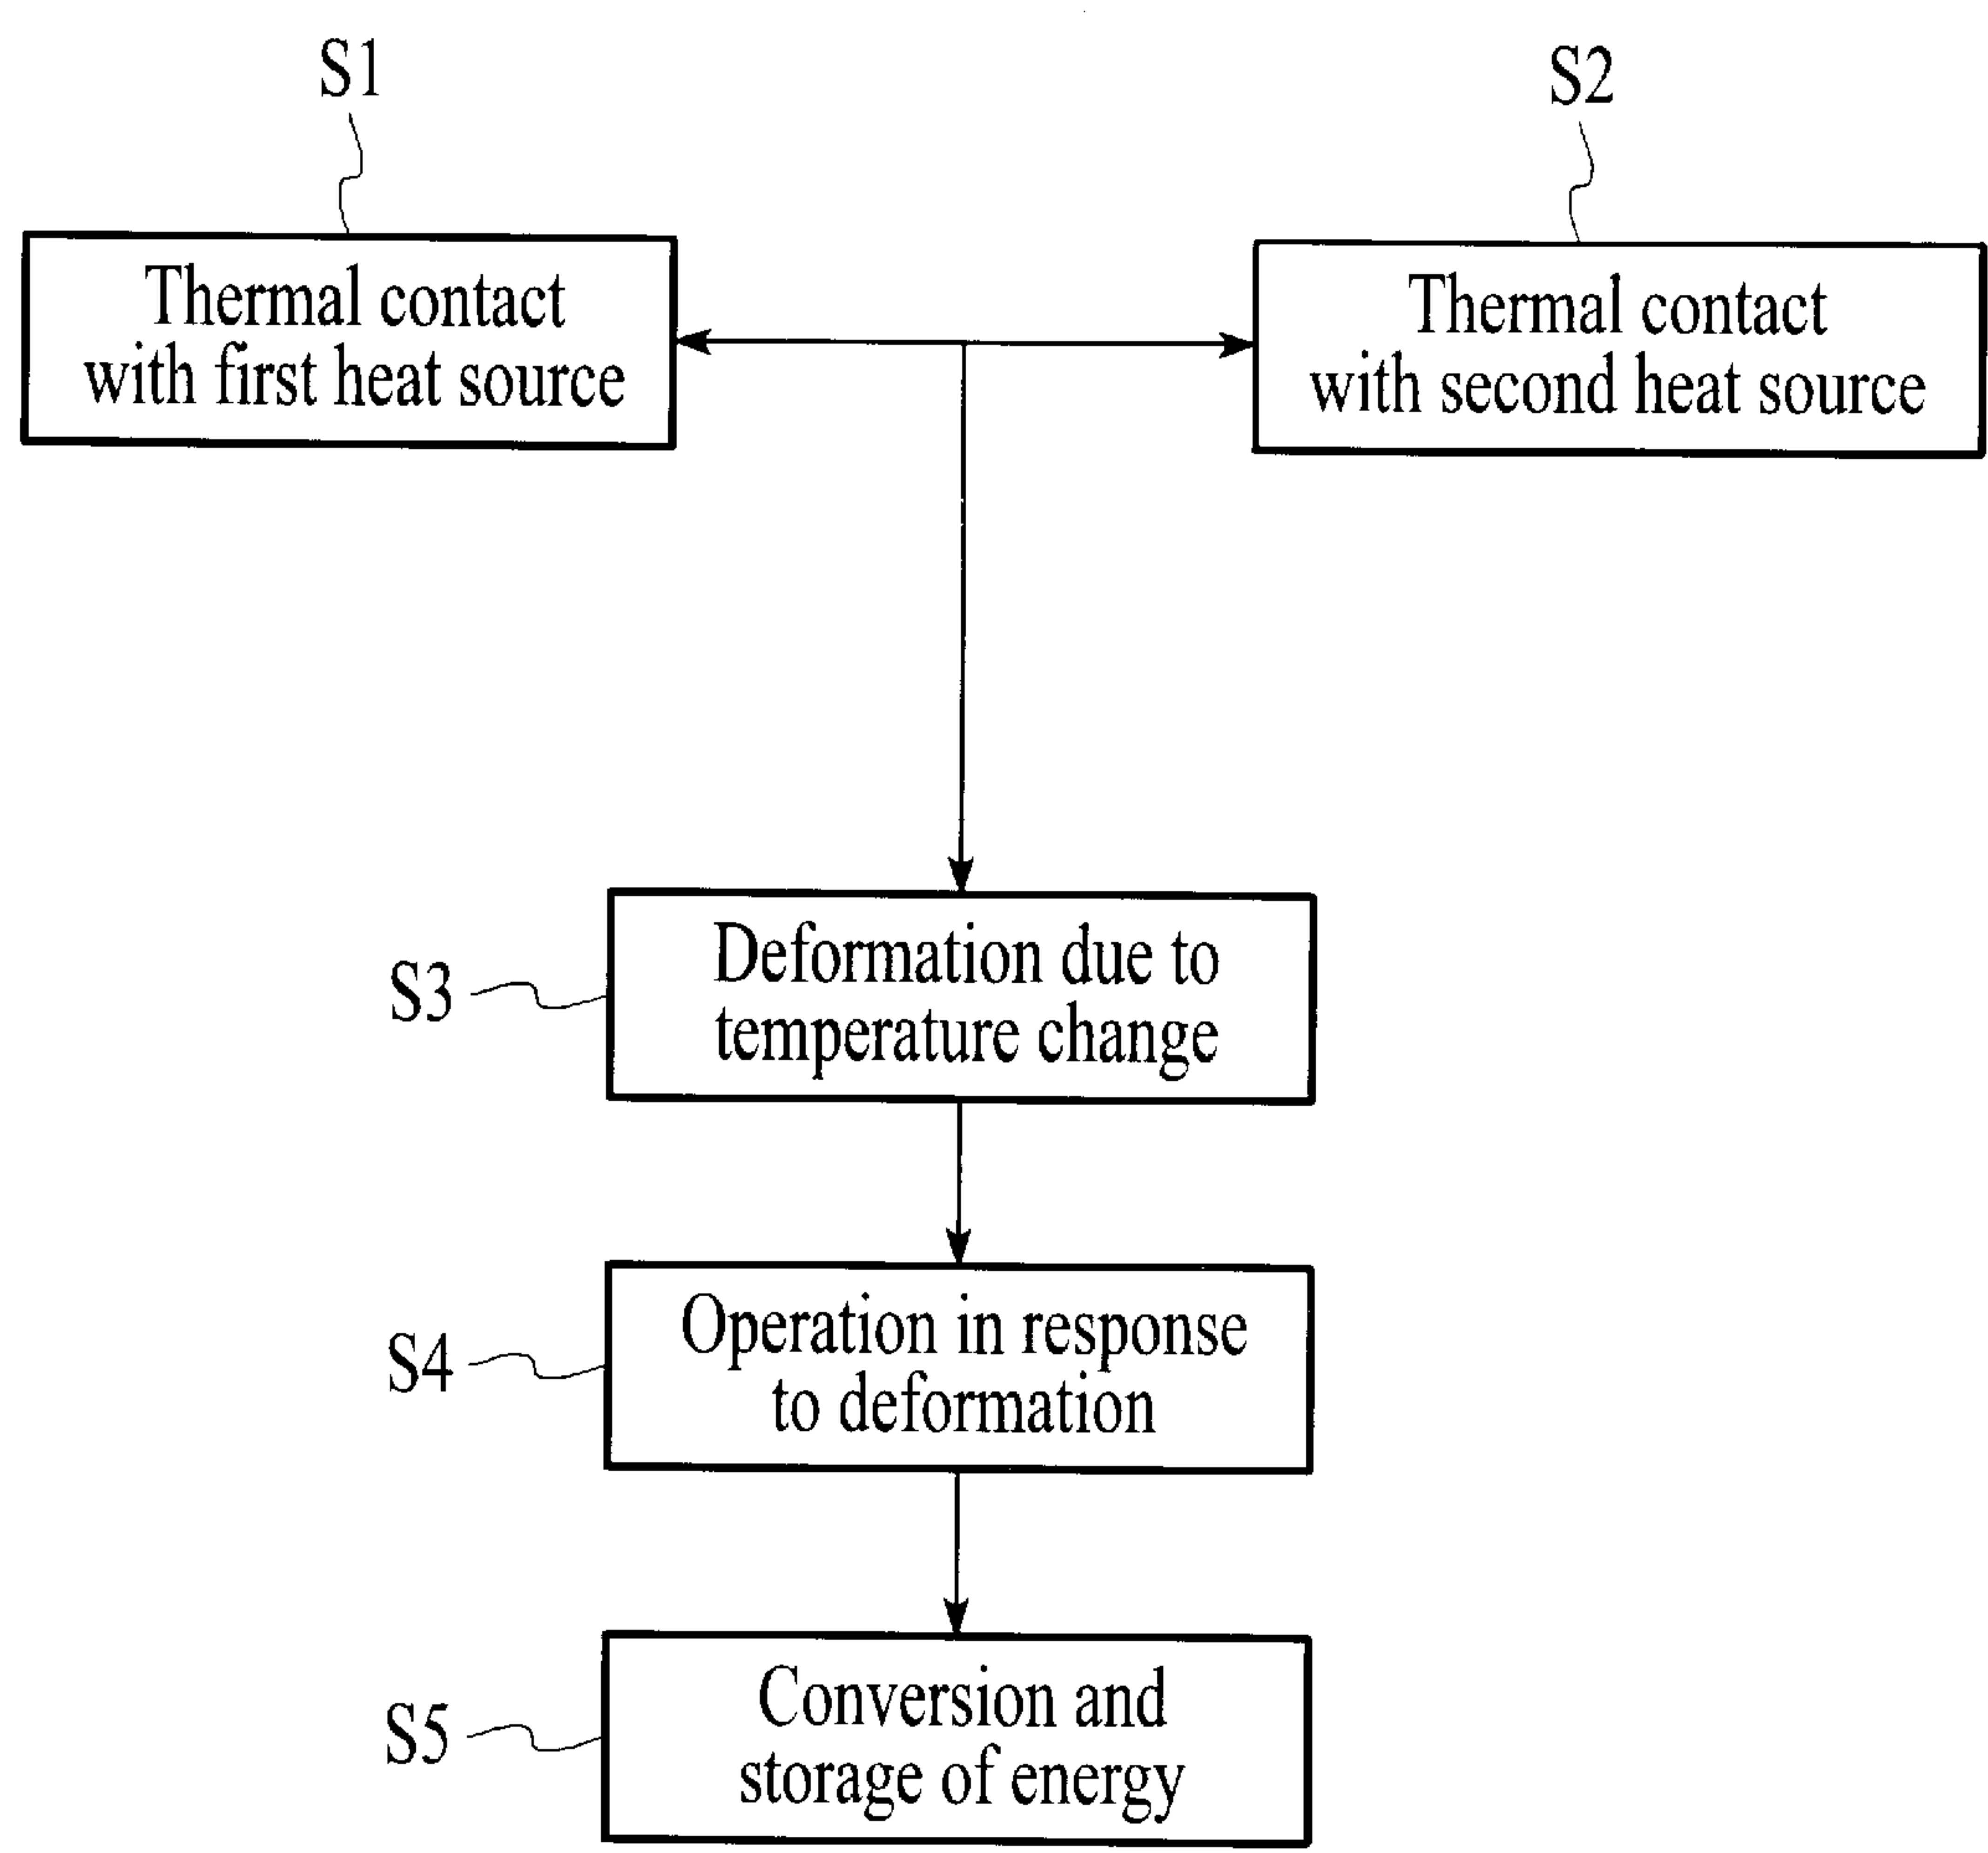 S1
S2
Thermal contact
with first heat source
Thermal contact
with second heat source
S3
Deformation due to
temperature change
S4
Operation in response
to deformation
S5
Conversion and
storage of energy